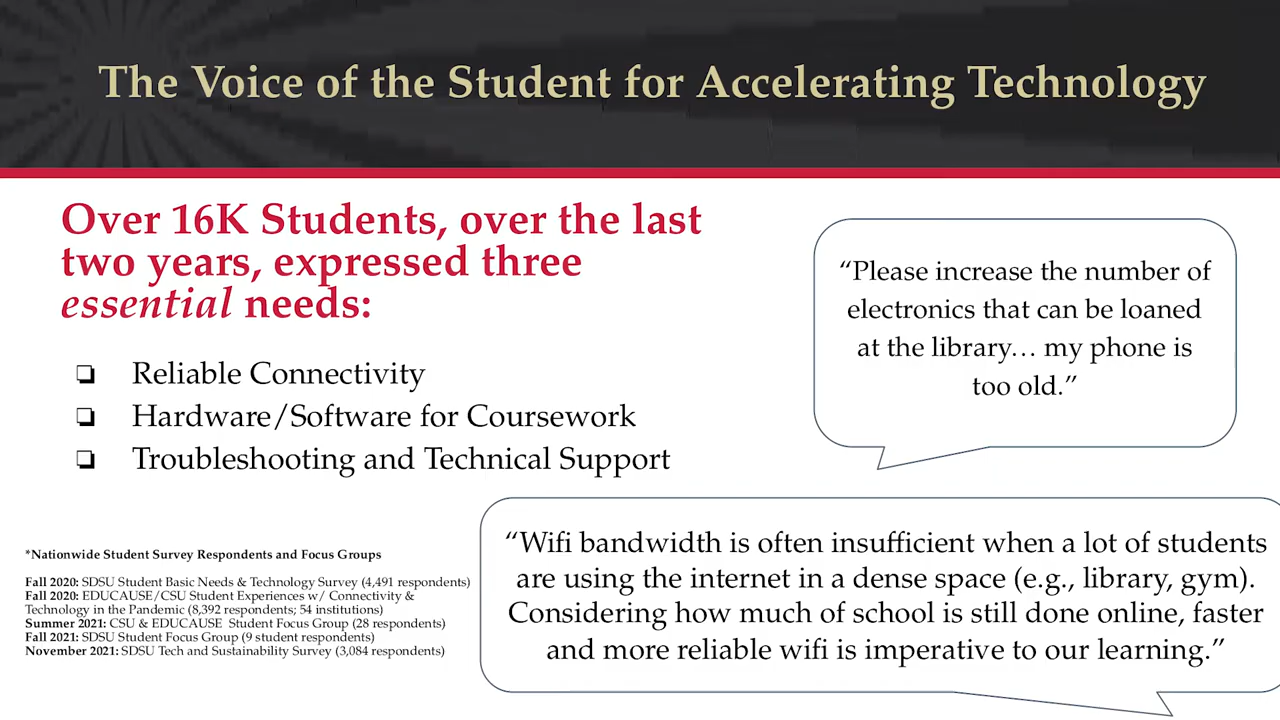 The Voice of the Student for Accelerating Technology
Over 16K Students, over the last
two years, expressed three
essential needs:
❏ Reliable Connectivity
❏ Hardware/Software for Coursework
❏ Troubleshooting and Technical Support
“Please increase the number of
electronics that can be loaned
at the library… my phone is
too old.”
“Wifi bandwidth is often insufficient when a lot of students
are using the internet in a dense space (e.g., library, gym).
Considering how much of school is still done online, faster
and more reliable wifi is imperative to our learning.”
*Nationwide Student Survey Respondents and Focus Groups
Fall 2020: SDSU Student Basic Needs & Technology Survey (4,491 respondents)
Fall 2020: EDUCAUSE/CSU Student Experiences w/ Connectivity &
Technology in the Pandemic (8,392 respondents; 54 institutions)
Summer 2021: CSU & EDUCAUSE Student Focus Group (28 respondents)
Fall 2021: SDSU Student Focus Group (9 student respondents)
November 2021: SDSU Tech and Sustainability Survey (3,084 respondents)